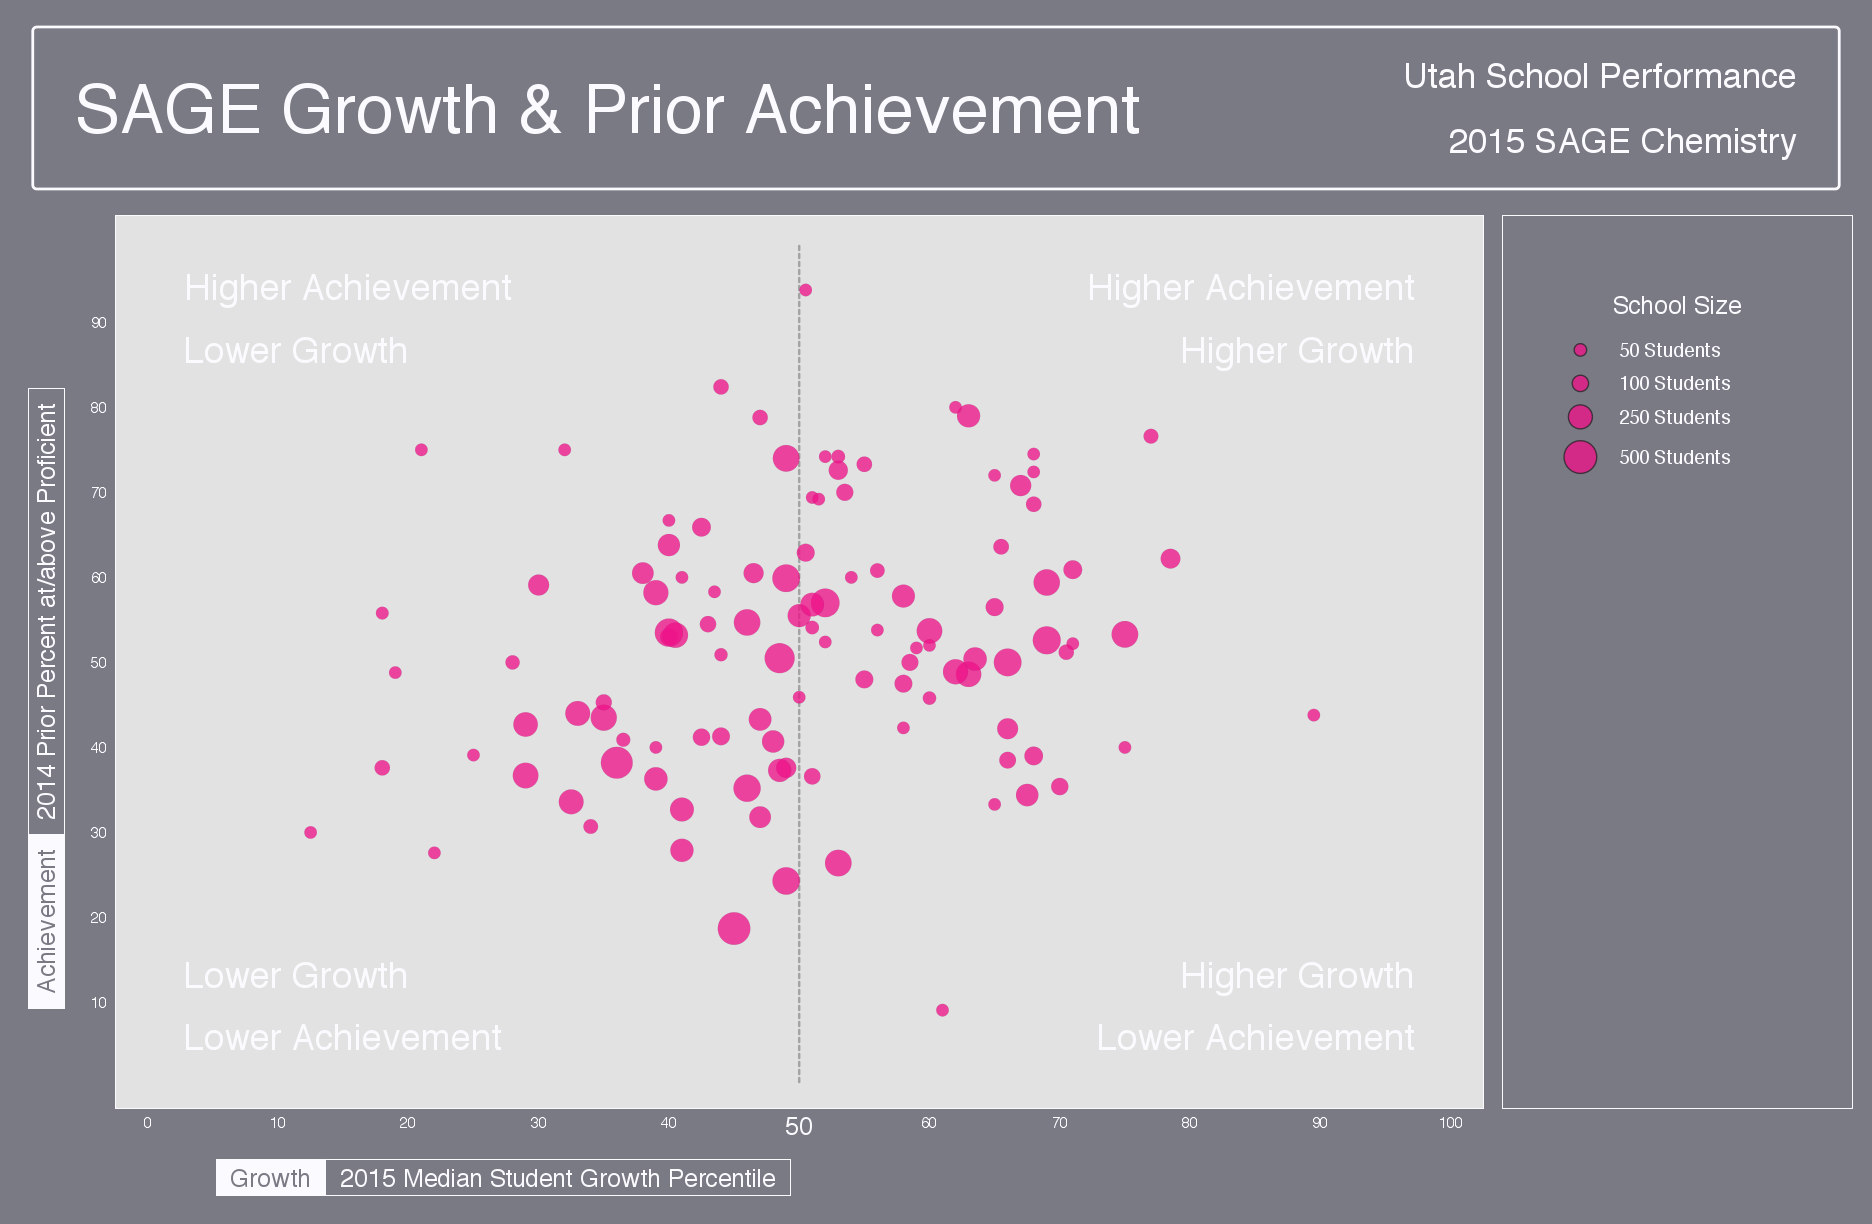 SAGE Growth & Prior Achievement
Utah School Performance
2015 SAGE Chemistry
Higher Achievement
Lower Growth
Higher Achievement
Higher Growth
Lower Growth
Lower Achievement
Higher Growth
Lower Achievement
90
80
70
60
50
40
30
20
10
2014 Prior Percent at/above Proficient
Achievement
0
10
20
30
40
50
60
70
80
90
100
Growth
2015 Median Student Growth Percentile
School Size
50 Students
100 Students
250 Students
500 Students